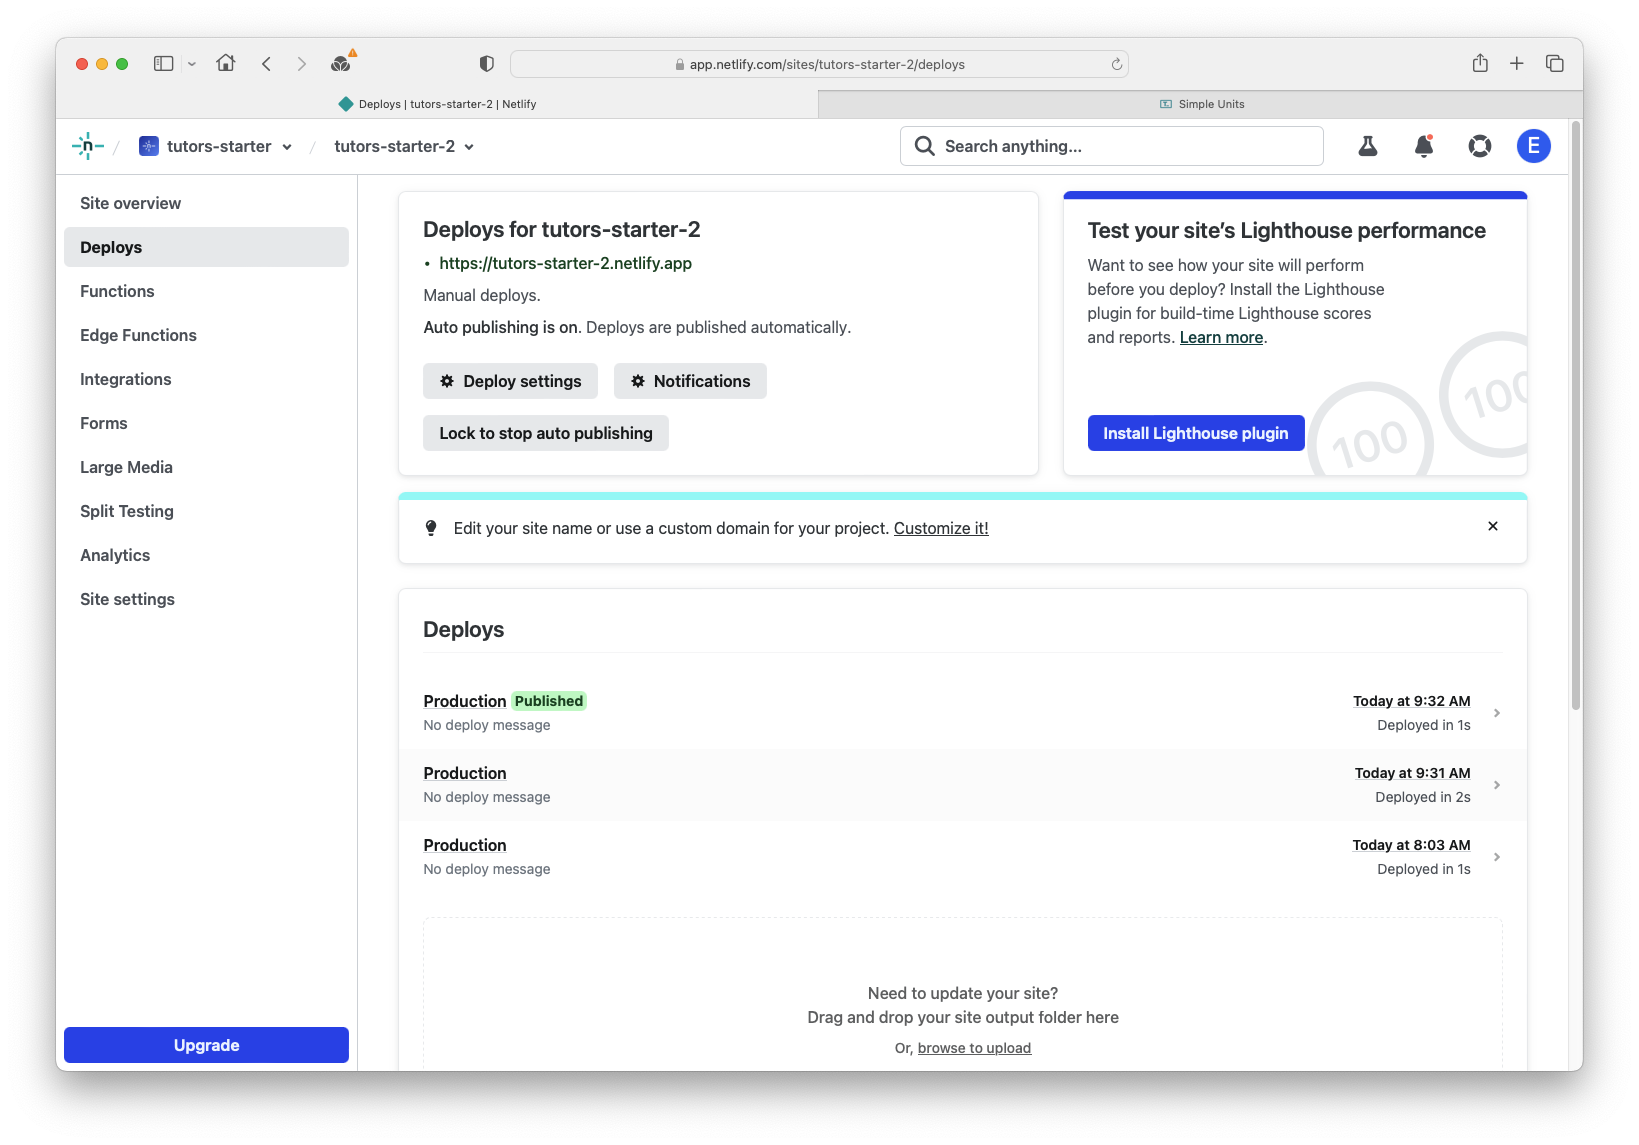 app.netlify.com/sites/tutors-starter-2/deploys
Deploys | tutors-starter-2 | Netlify
Simple Units
n / tutors-starter / tutors-starter-2
Search anything...
E
Site overview
Deploys
Functions
Edge Functions
Integrations
Forms
Large Media
Split Testing
Analytics
Site settings
Upgrade
Deploys for tutors-starter-2
• https://tutors-starter-2.netlify.app
Manual deploys.
Auto publishing is on. Deploys are published automatically.
Deploy settings
Notifications
Lock to stop auto publishing
Test your site’s Lighthouse performance
Want to see how your site will perform
before you deploy? Install the Lighthouse
plugin for build-time Lighthouse scores
and reports. Learn more.
Install Lighthouse plugin
100
100
Edit your site name or use a custom domain for your project. Customize it!
Deploys
Production Published
No deploy message
Today at 9:32 AM
Deployed in 1s
Production
No deploy message
Today at 9:31 AM
Deployed in 2s
Production
No deploy message
Today at 8:03 AM
Deployed in 1s
Need to update your site?
Drag and drop your site output folder here
Or, browse to upload